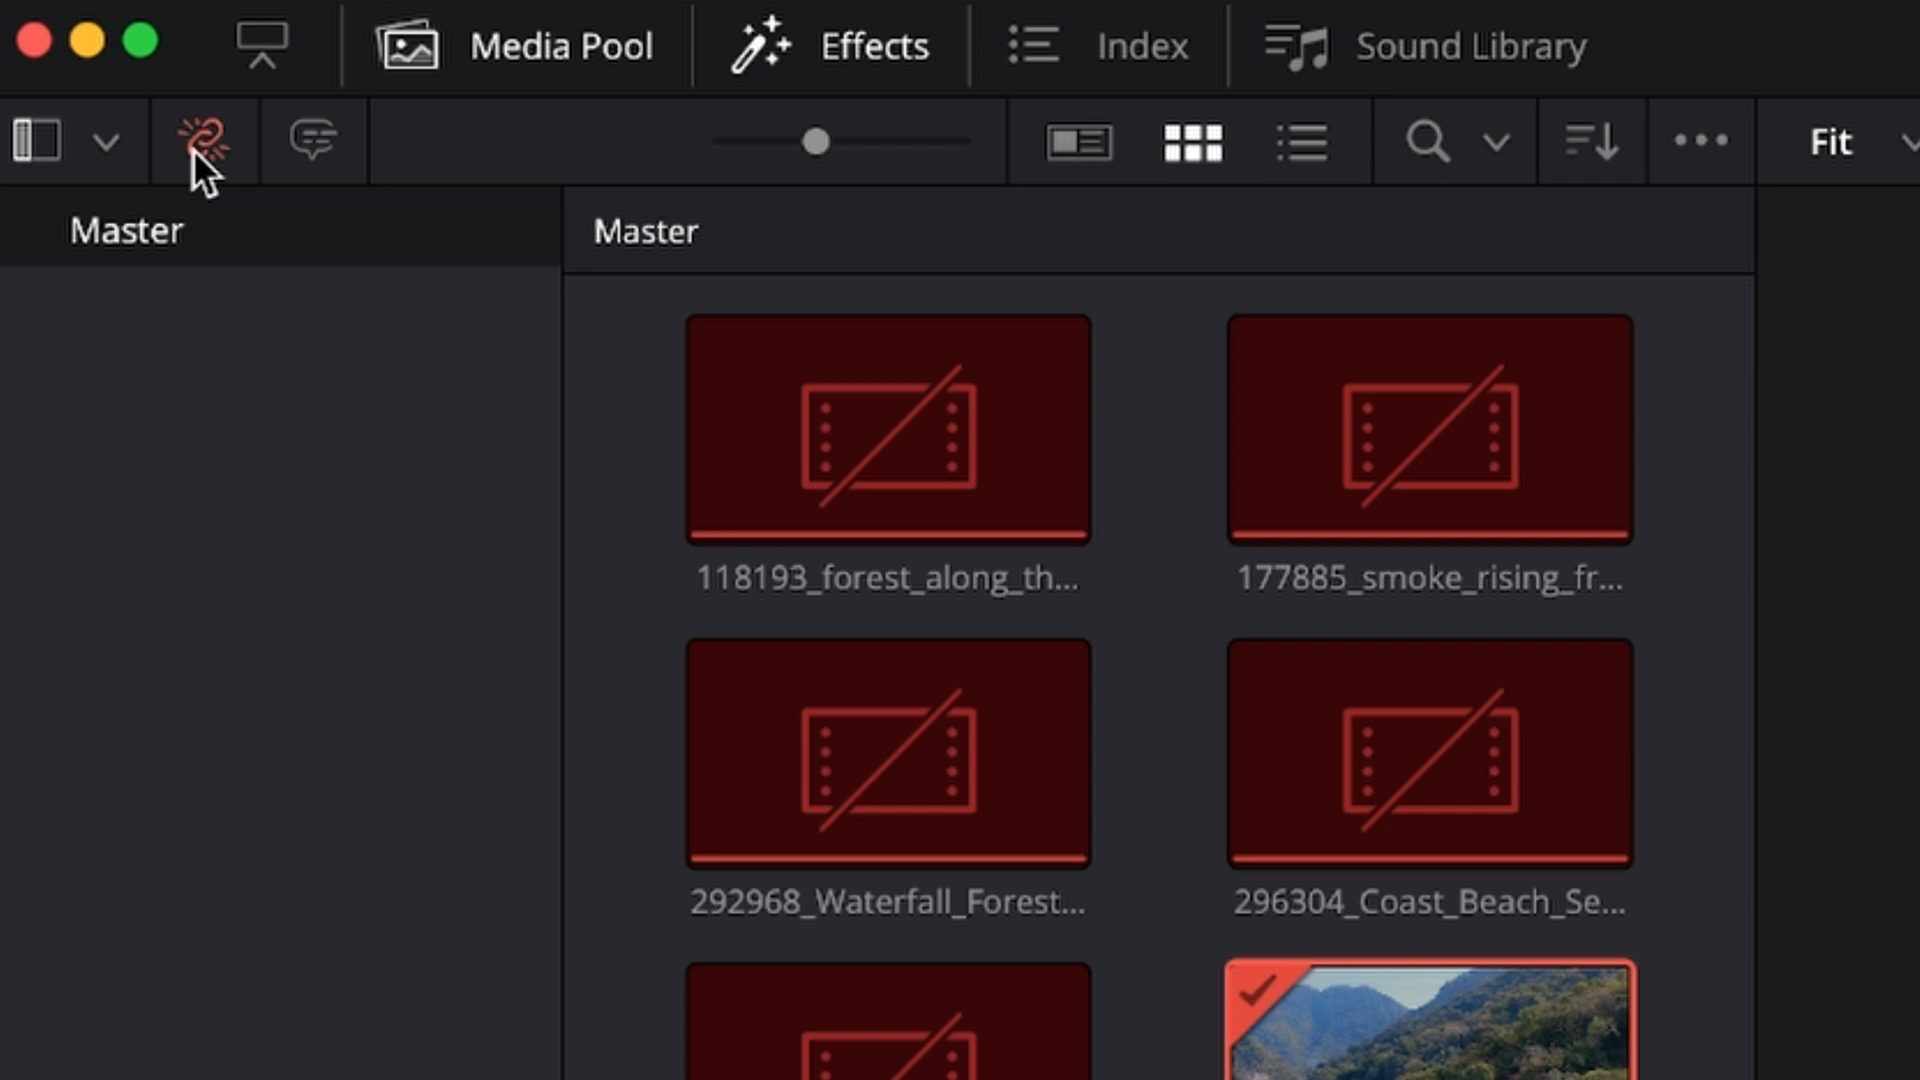 Media Pool
Effects
Index
Sound Library
Fit
Master
Master
118193_forest_along_th...
177885_smoke_rising_fr...
292968_Waterfall_Forest...
296304_Coast_Beach_Se...